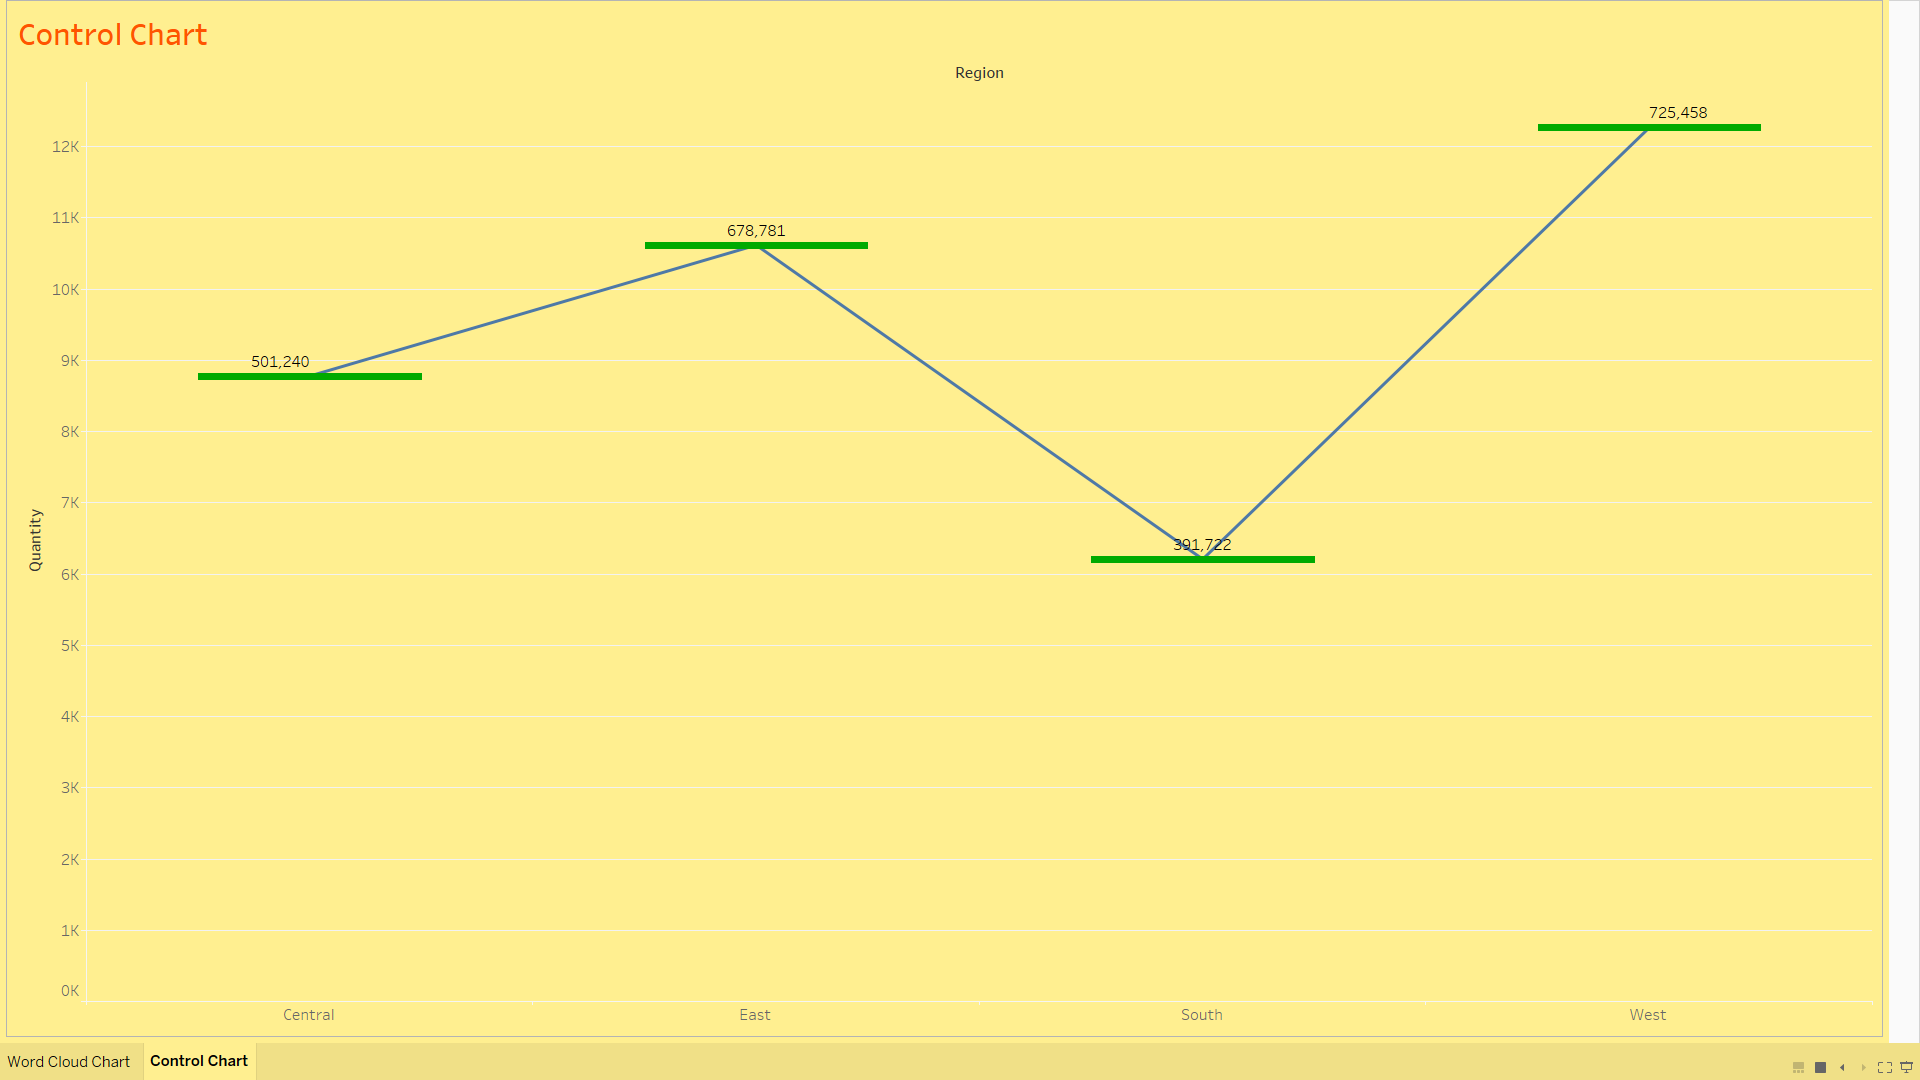 Control Chart
Region
725,458
12K
11K
678,781
10K
9K
501,240
8K
7K
Quantity
391,722
6K
5K
4K
3K
2K
1K
0K
Central East South West
Word Cloud Chart Control Chart